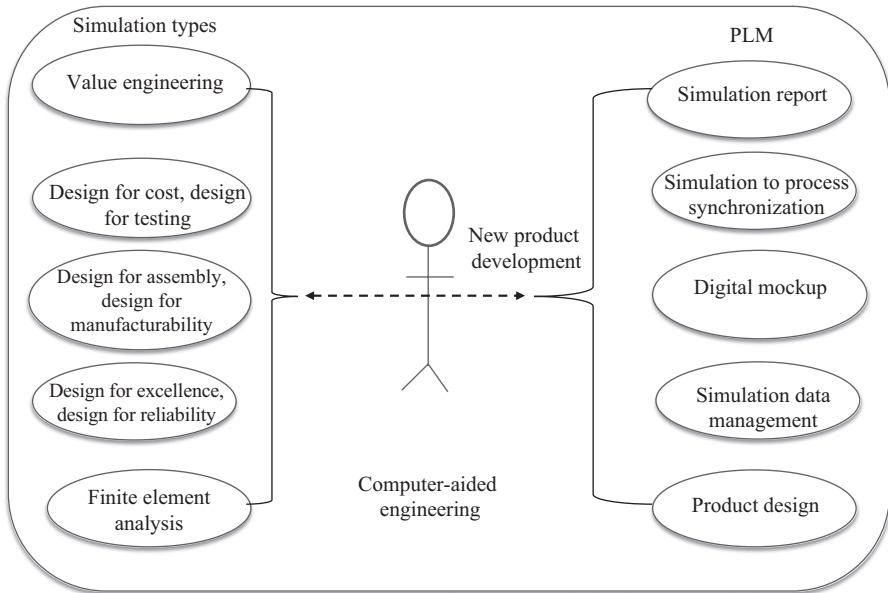 Simulation types
Value engineering
Design for cost, design
for testing
Design for assembly,
design for
manufacturability
Design for excellence,
design for reliability
Finite element
analysis
New product
development
Computer-aided
engineering
PLM
Simulation report
Simulation to process
synchronization
Digital mockup
Simulation data
management
Product design